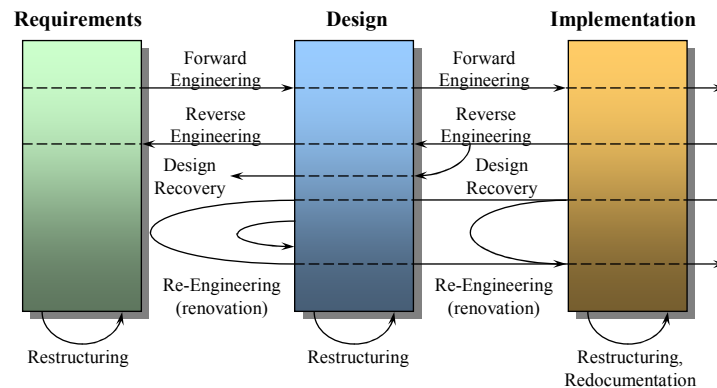 Requirements
Design
Implementation
Forward
Engineering
Forward
Engineering
Reverse
Engineering
Reverse
Engineering
Design
Recovery
Design
Recovery
Re-Engineering
(renovation)
Re-Engineering
(renovation)
Restructuring
Restructuring
Restructuring,
Redocumentation